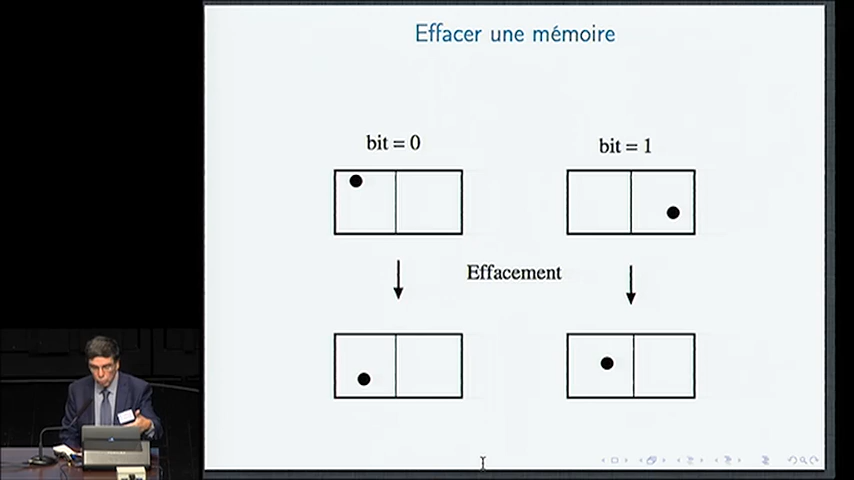 Effacer une mémoire
bit = 0
bit = 1
Effacement